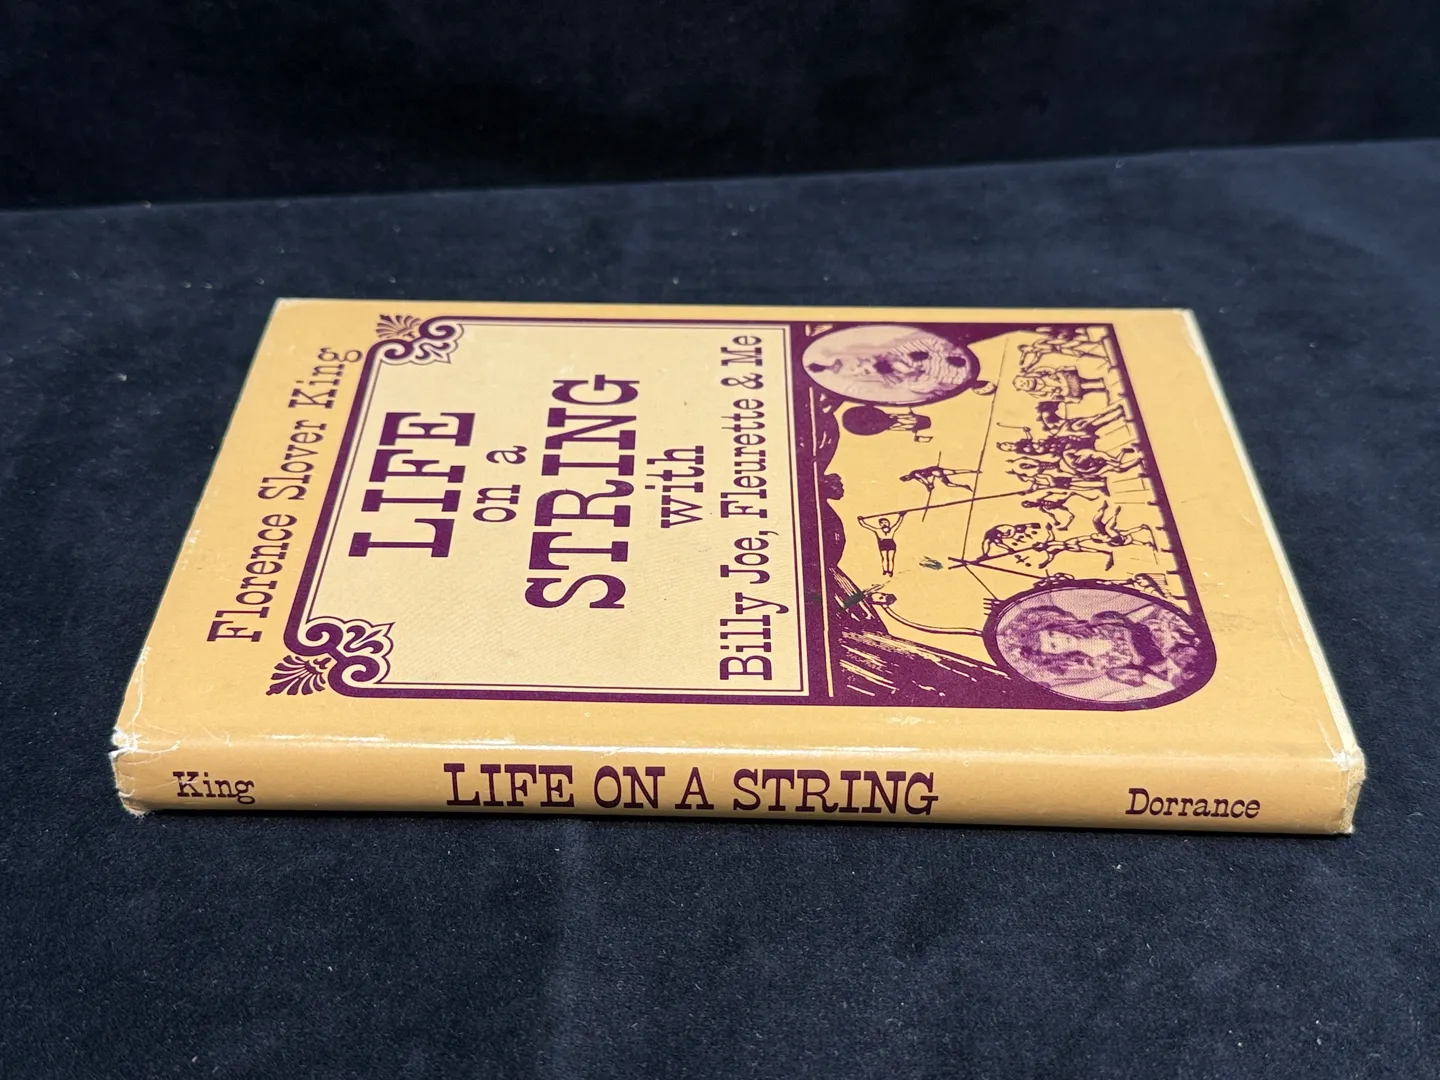 Florence Slover King
LIFE
on a
STRING
with
Billy Joe, Fleurette & Me
King
LIFE ON A STRING
Dorrance